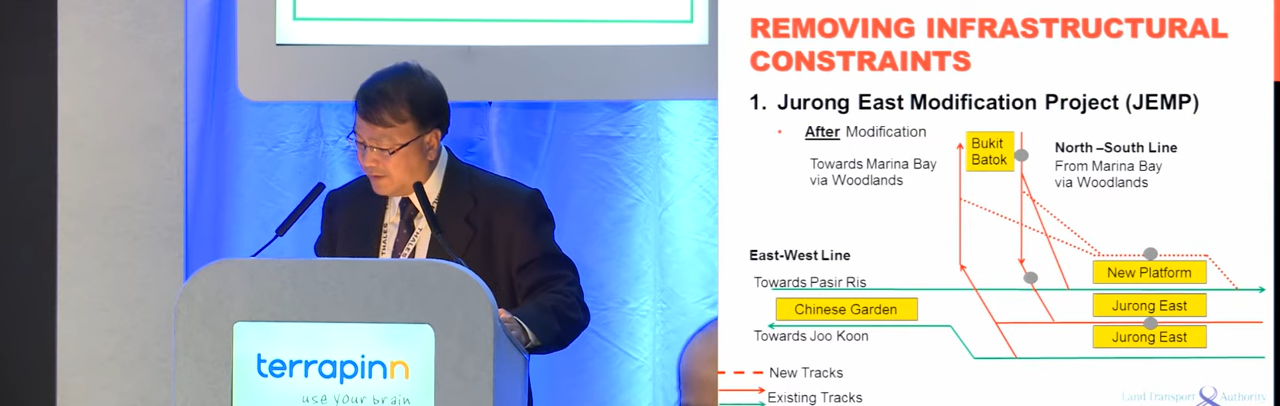 THALES
THALES
terrapinn
use your brain
REMOVING INFRASTRUCTURAL
CONSTRAINTS
1. Jurong East Modification Project (JEMP)
• After Modification
Towards Marina Bay
via Woodlands
Bukit
Batok
North –South Line
From Marina Bay
via Woodlands
East-West Line
Towards Pasir Ris
Chinese Garden
Towards Joo Koon
New Platform
Jurong East
Jurong East
New Tracks
Existing Tracks
Land Transport Authority